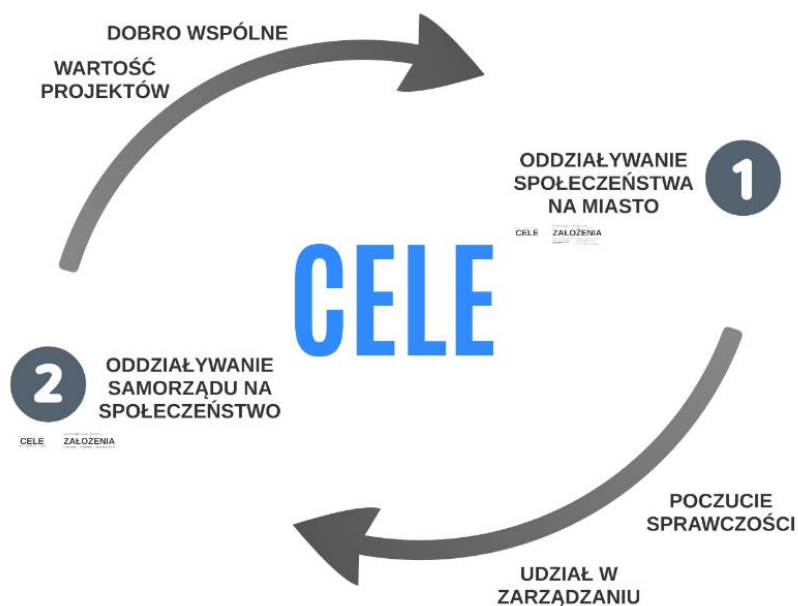 DOBRO WSPÓLNE
WARTOŚĆ
PROJEKTÓW
ODDZIAŁYWANIE
SPOŁECZEŃSTWA
NA MIASTO
1
CELE ZAŁOŻENIA
CELE
2
ODDZIAŁYWANIE
SAMORZĄDU NA
SPOŁECZEŃSTWO
CELE ZAŁOŻENIA
POCZUCIE
SPRAWCZOŚCI
UDZIAŁ W
ZARZĄDZANIU